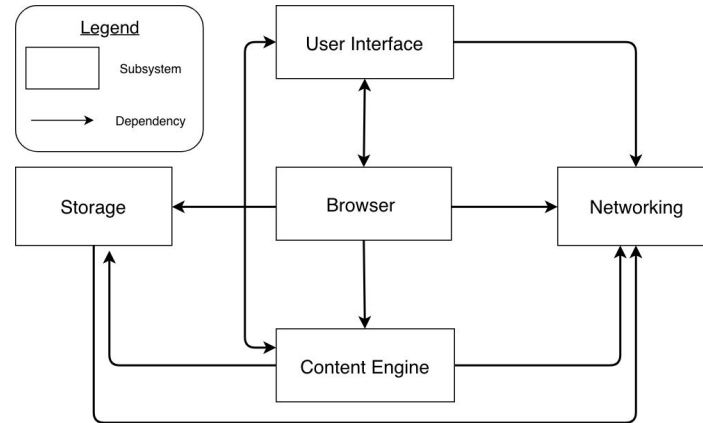 Legend
Subsystem
Dependency
User Interface
Storage
Browser
Networking
Content Engine